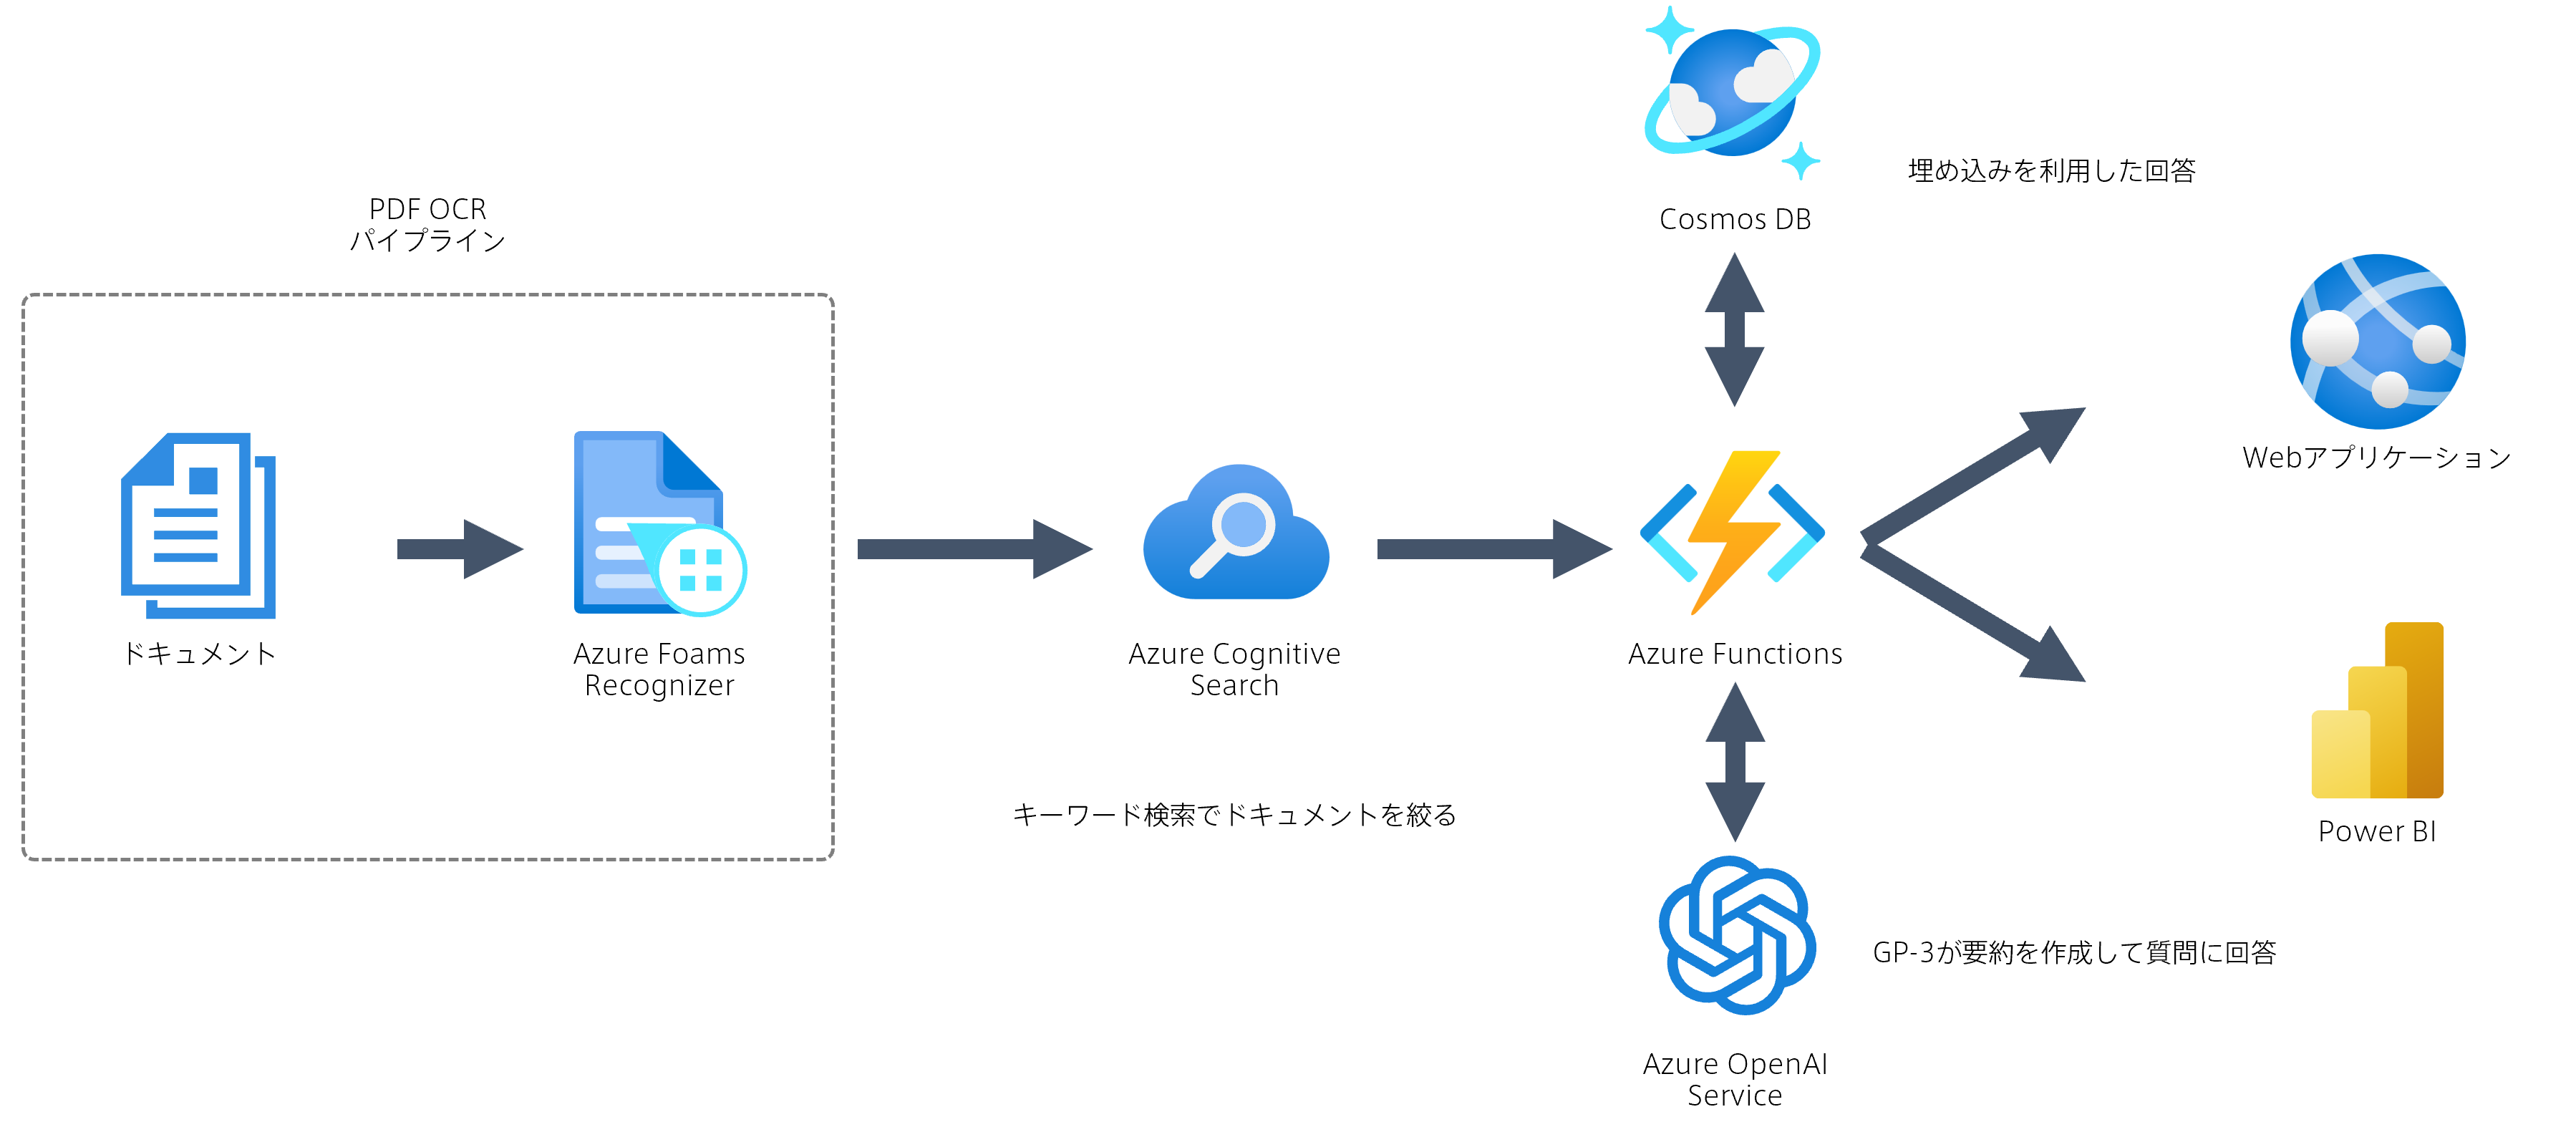 PDF OCR
パイプライン
ドキュメント
Azure Foams
Recognizer
Azure Cognitive
Search
キーワード検索でドキュメントを絞る
Cosmos DB
埋め込みを利用した回答
Azure Functions
Azure OpenAI
Service
GP-3が要約を作成して質問に回答
Webアプリケーション
Power BI